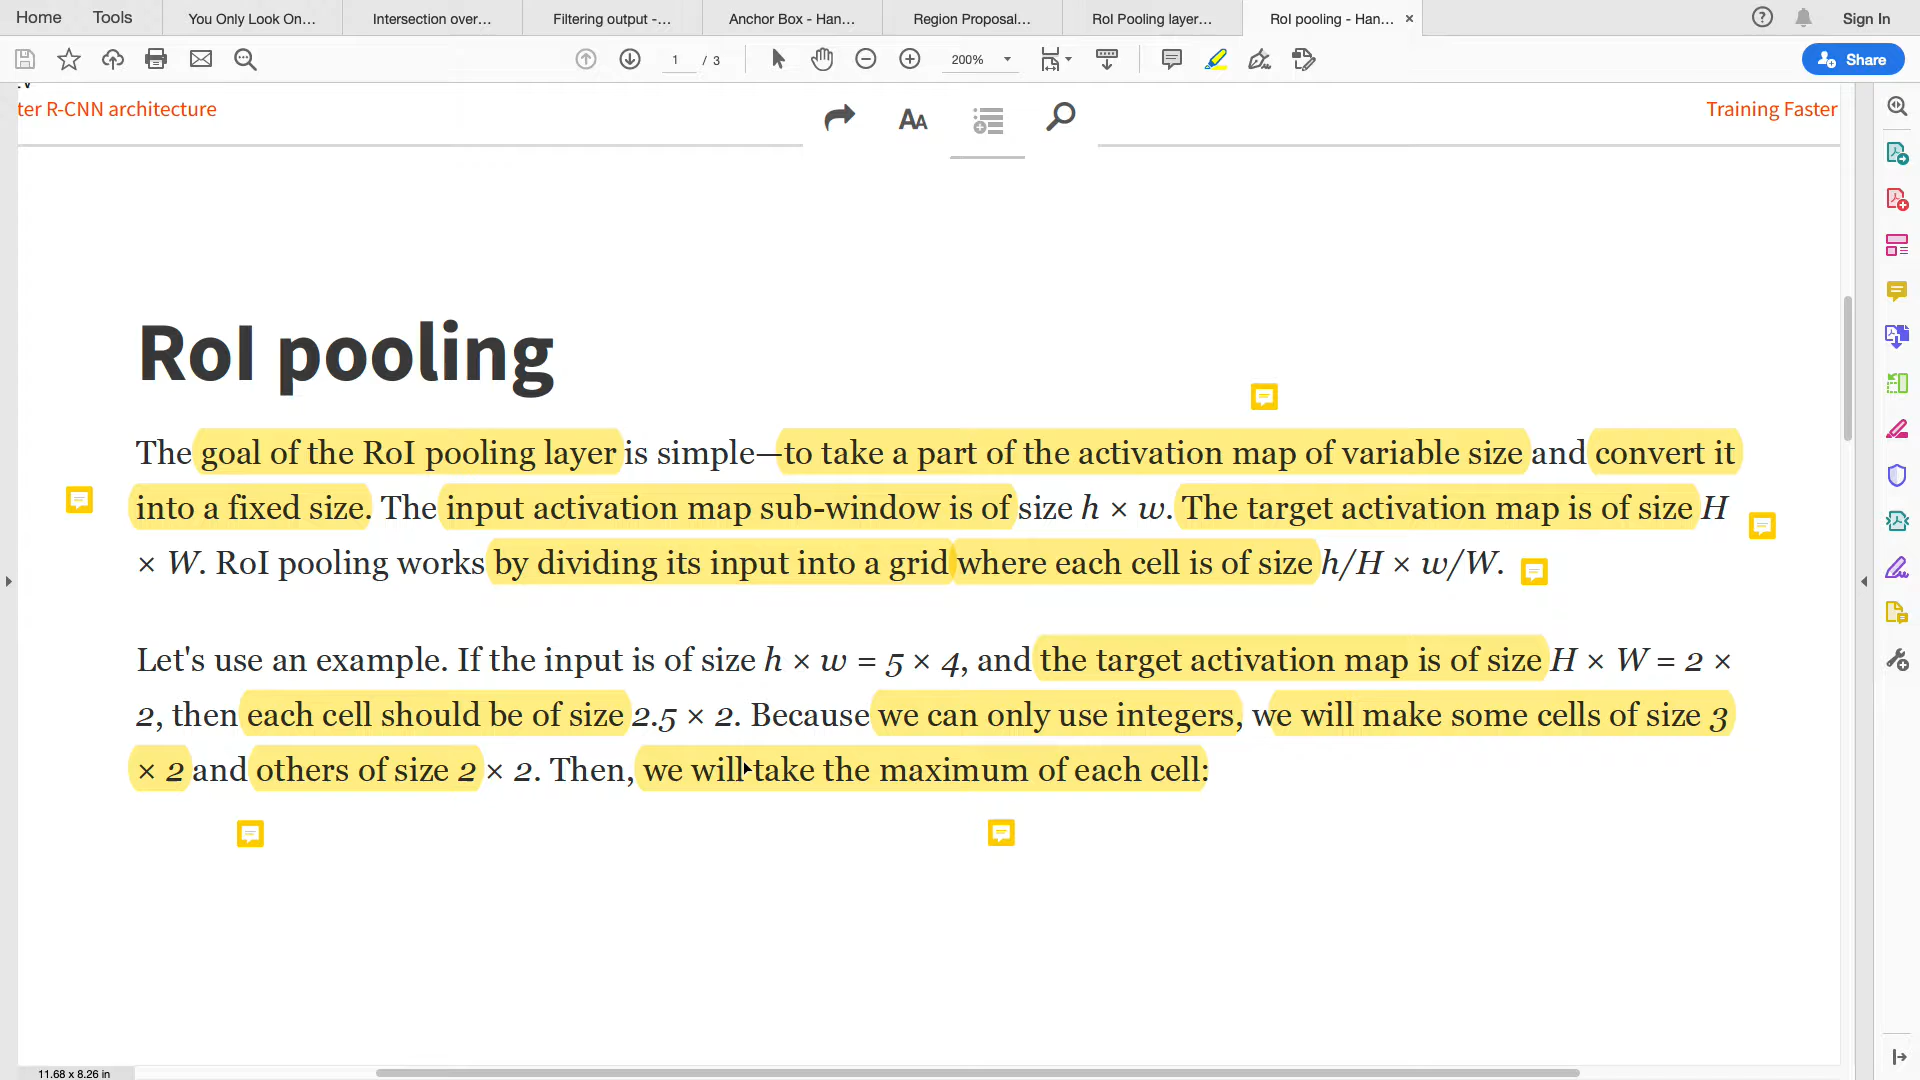 Home Tools You Only Look On... Intersection over... Filtering output -... Anchor Box - Han... Region Proposal... RoI Pooling layer... RoI pooling - Han... × Sign In
1 / 3 200% Share
ter R-CNN architecture Training Faster
RoI pooling
The goal of the RoI pooling layer is simple—to take a part of the activation map of variable size and convert it
into a fixed size. The input activation map sub-window is of size h × w. The target activation map is of size H
× W. RoI pooling works by dividing its input into a grid where each cell is of size h/H × w/W.
Let's use an example. If the input is of size h × w = 5 × 4, and the target activation map is of size H × W = 2 ×
2, then each cell should be of size 2.5 × 2. Because we can only use integers, we will make some cells of size 3
× 2 and others of size 2 × 2. Then, we will take the maximum of each cell:
11.68 x 8.26 in